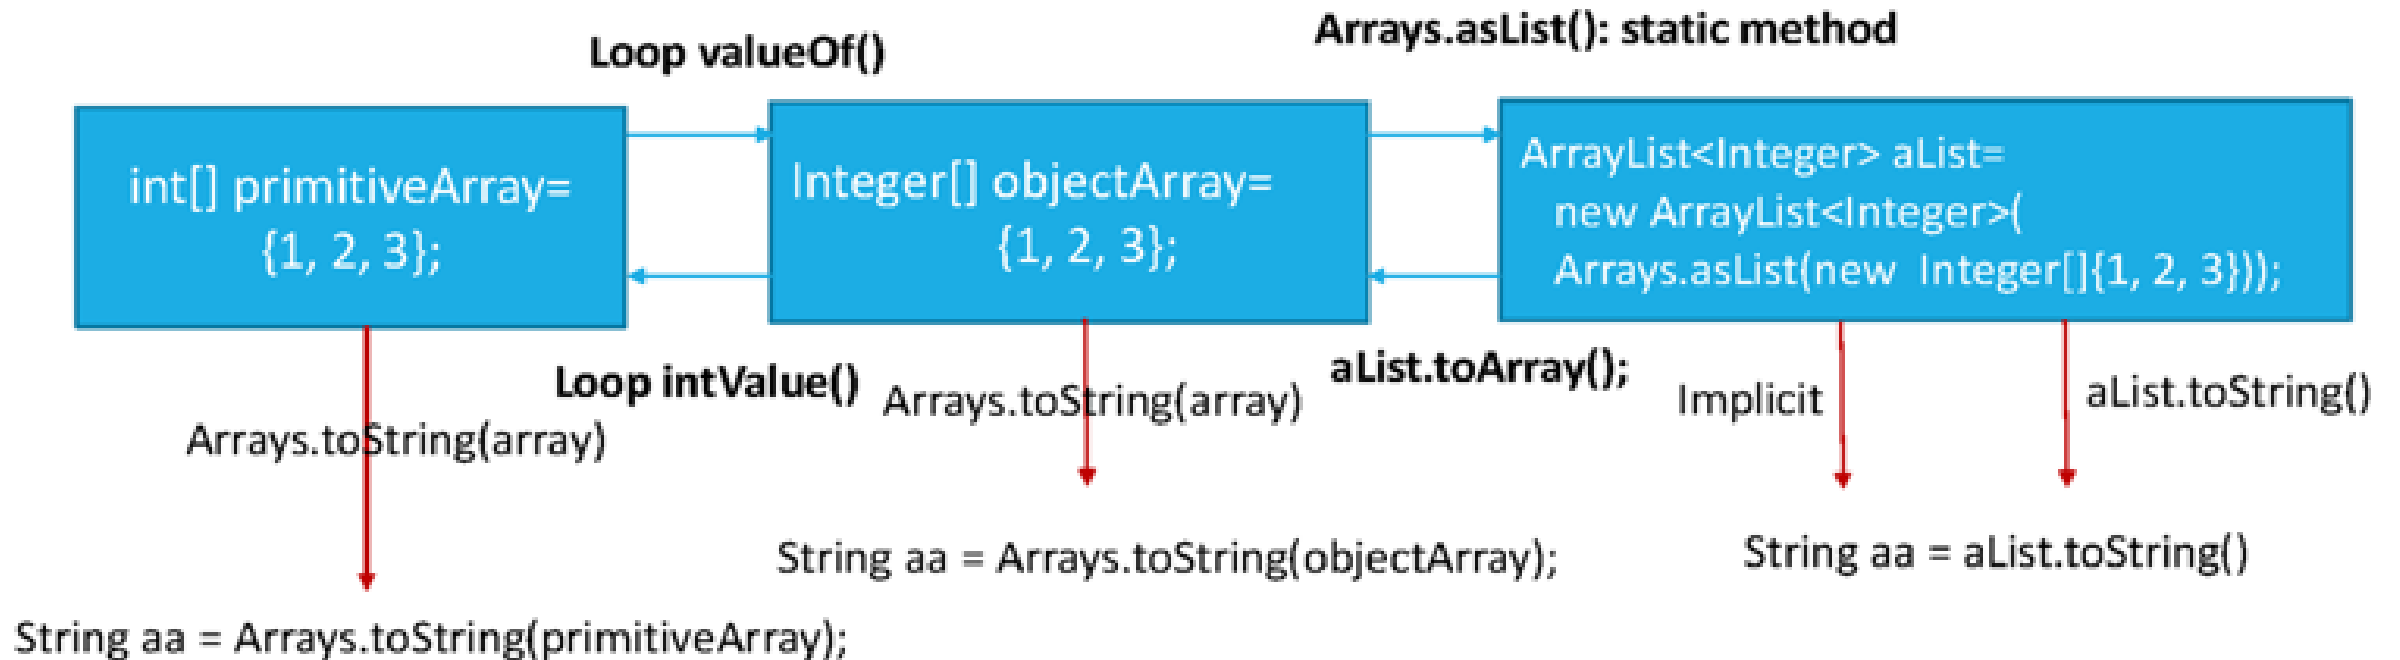 Loop valueOf()
Arrays.asList(): static method
int[] primitiveArray=
{1, 2, 3};
Integer[] objectArray=
{1, 2, 3};
ArrayList<Integer> aList=
new ArrayList<Integer>(
Arrays.asList(new  Integer[]{1, 2, 3}));
Loop intValue()
aList.toArray();
Arrays.toString(array)
Arrays.toString(array)
Implicit
aList.toString()
String aa = Arrays.toString(primitiveArray);
String aa = Arrays.toString(objectArray);
String aa = aList.toString()